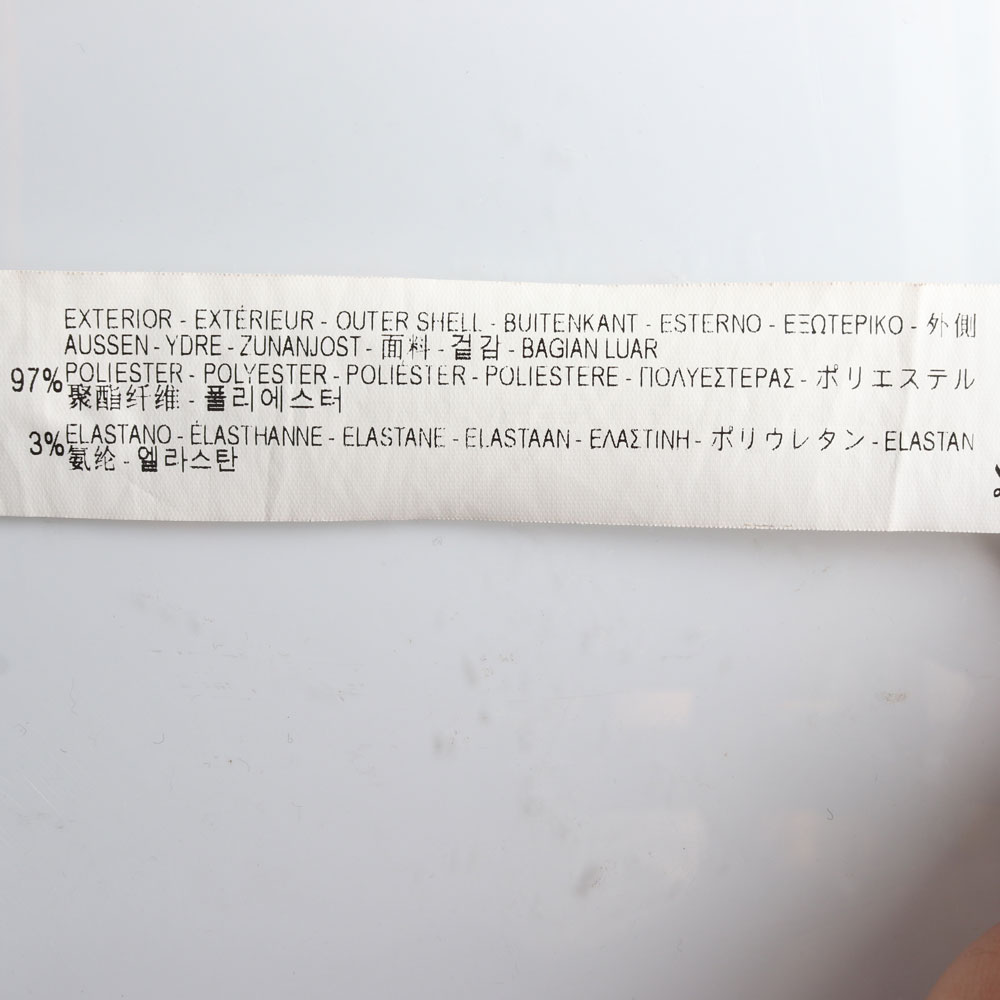 EXTERIOR - EXTÉRIEUR - OUTER SHELL - BUITENKANT - ESTERNO - ΕΞΩΤΕΡΙΚΟ - 外側
AUSSEN - YDRE - ZUNANJOST - 面料 - 겉감 - BAGIAN LUAR
97% POLIESTER - POLYESTER - POLIÉSTER - POLIESTERE - ΠΟΛΥΕΣΤΕΡΑΣ - ポリエステル
聚酯纤维 - 폴리에스터
3% ELASTANO - ÉLASTHANNE - ELASTANE - ELASTAAN - ΕΛΑΣΤΙΝΗ - ポリウレタン - ELASTAN
氨纶 - 엘라스탄